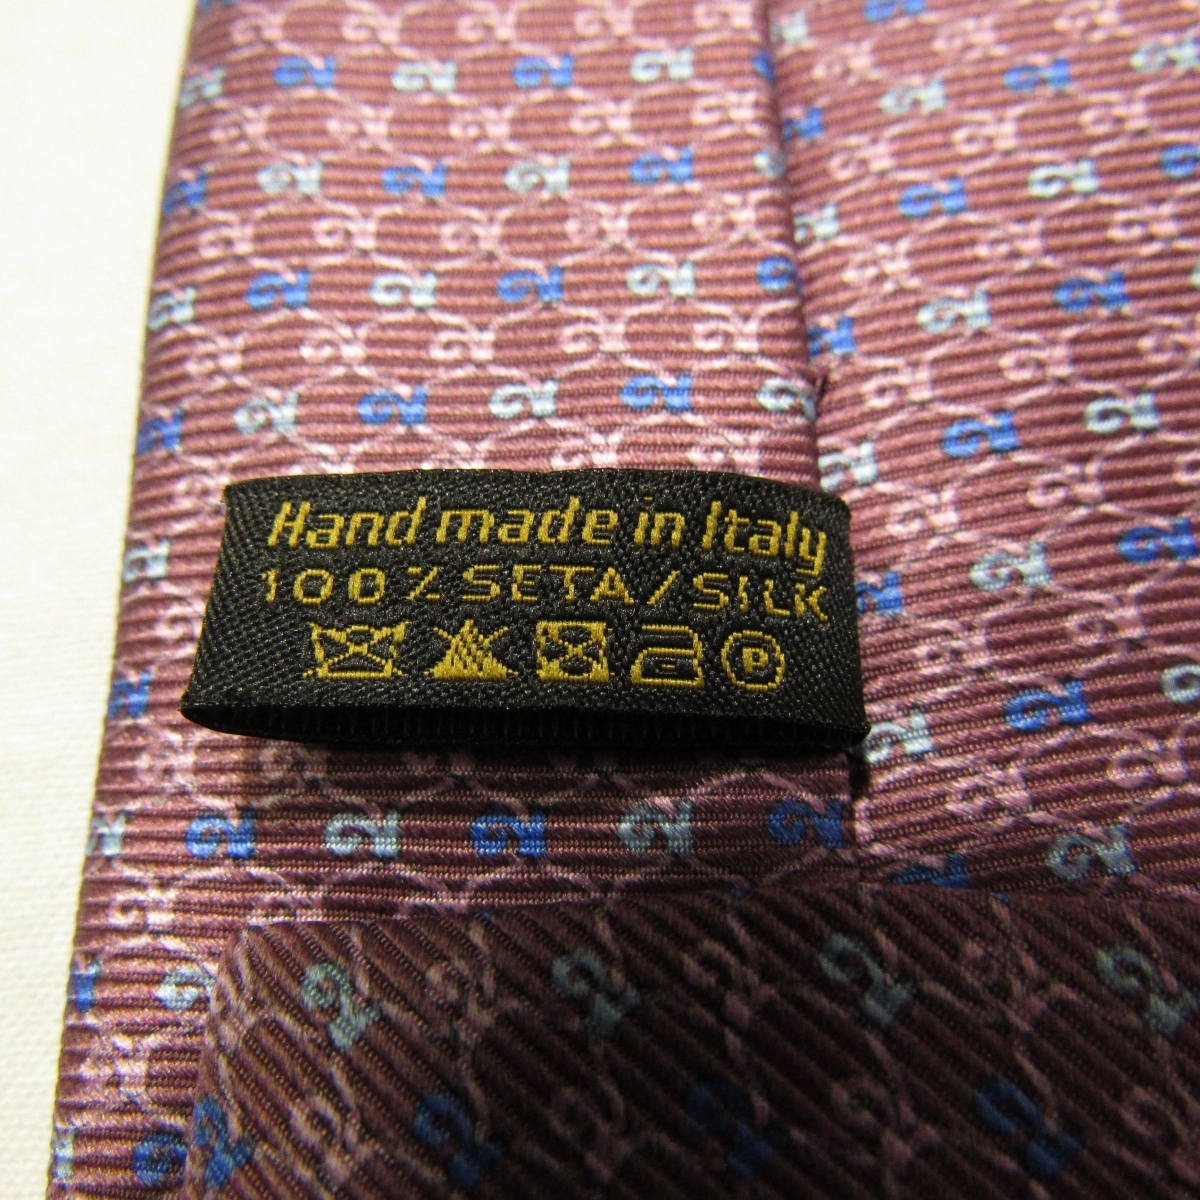 Hand made in Italy
100% SETA/SILK
P